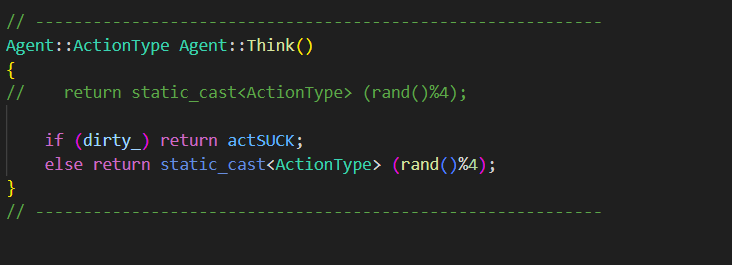 // ------------------------------------------------------------
Agent::ActionType Agent::Think()
{
//    return static_cast<ActionType> (rand()%4);
    if (dirty_) return actSUCK;
    else return static_cast<ActionType> (rand()%4);
}
// ------------------------------------------------------------